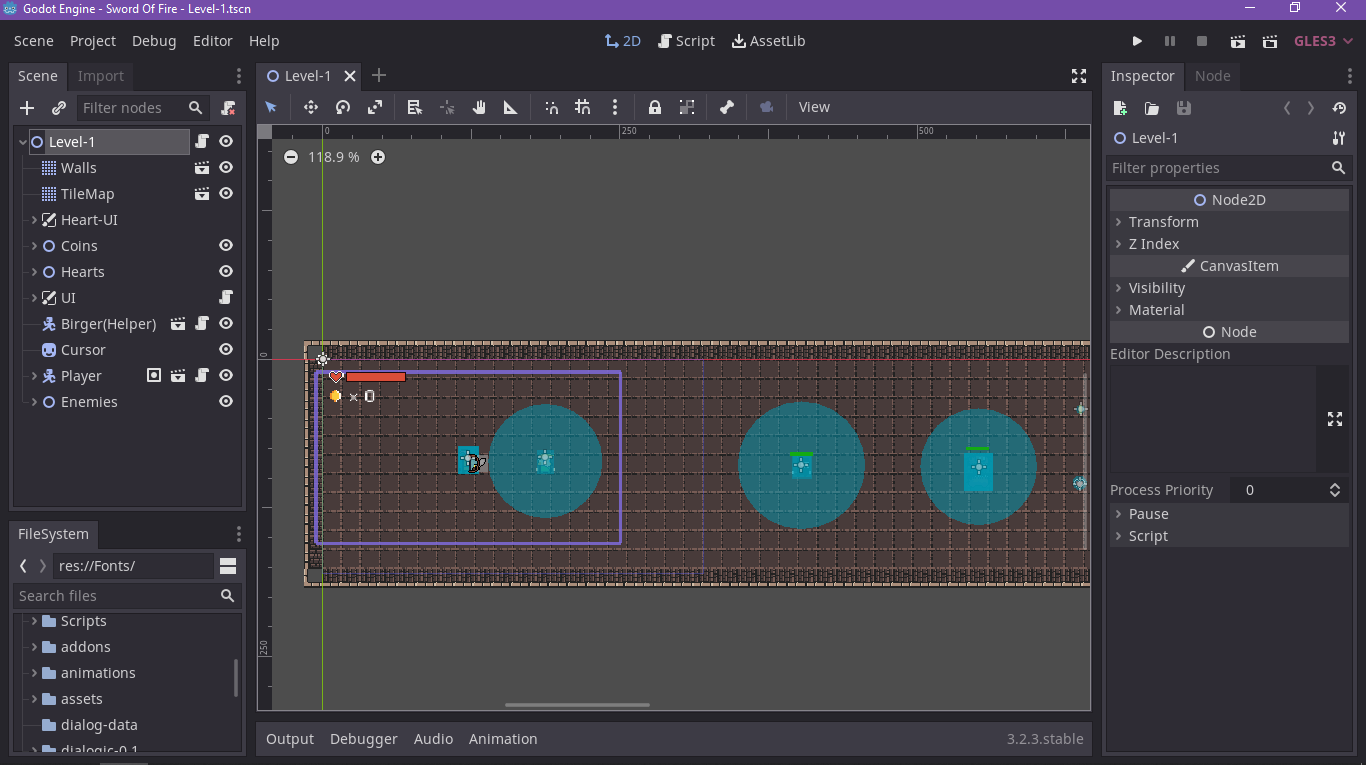 Godot Engine - Sword Of Fire - Level-1.tscn
Scene Project Debug Editor Help
2D Script AssetLib
GLES3
Scene Import
Filter nodes
Level-1
Walls
TileMap
Heart-UI
Coins
Hearts
UI
Birger(Helper)
Cursor
Player
Enemies
FileSystem
res://Fonts/
Search files
Scripts
addons
animations
assets
dialog-data
dialogic-0.1
Level-1
View
0 250 500
118.9 %
0
250
× 0
Output Debugger Audio Animation
3.2.3.stable
Inspector Node
Level-1
Filter properties
Node2D
Transform
Z Index
CanvasItem
Visibility
Material
Node
Editor Description
Process Priority 0
Pause
Script